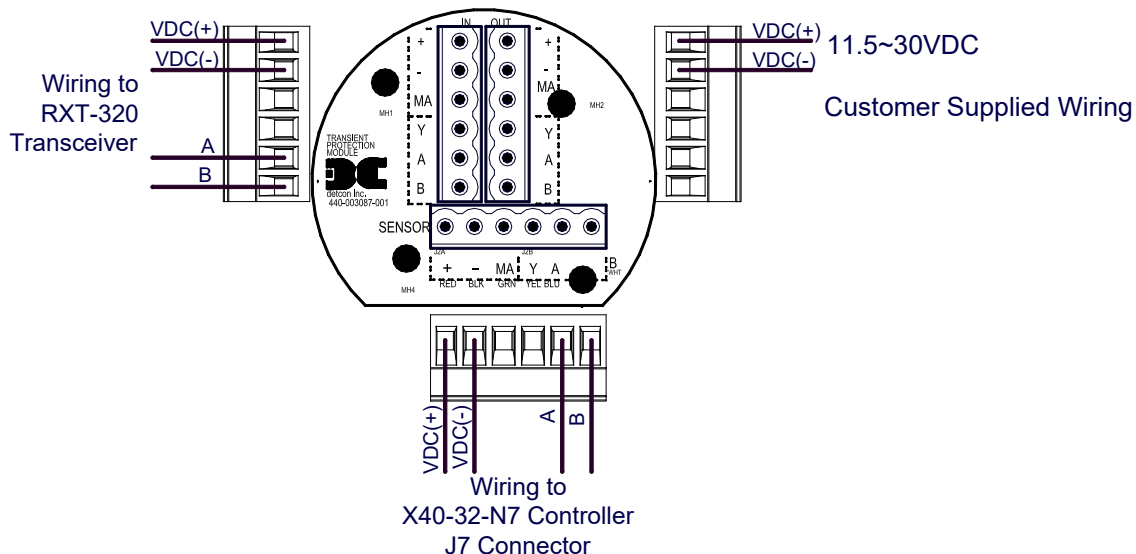 VDC(+)
VDC(-)
Wiring to
RXT-320
Transceiver
A
B
IN OUT
+ +
- -
MA MA
Y Y
A A
B B
MH1
MH2
TRANSIENT
PROTECTION
MODULE
detcon Inc.
440-003087-001
SENSOR
J2A J2B
+ - MA Y A B
RED BLK GRN YEL BLU WHT
MH4
VDC(+) 11.5~30VDC
VDC(-)
Customer Supplied Wiring
VDC(+)
VDC(-)
A
B
Wiring to
X40-32-N7 Controller
J7 Connector